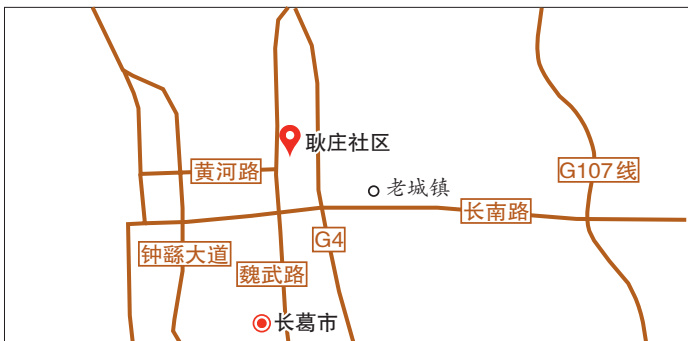 耿庄社区
G107线
黄河路
老城镇
长南路
G4
钟繇大道
魏武路
长葛市